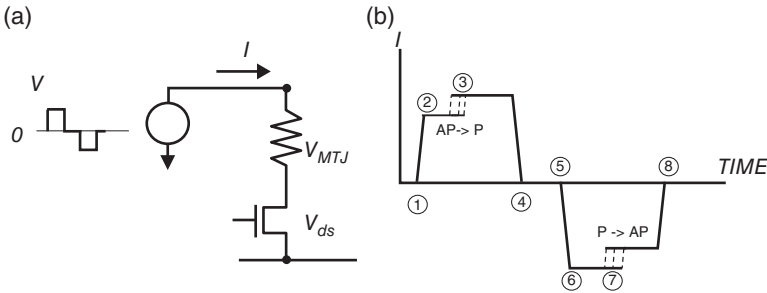 (a)
I
V
0
V_MTJ
V_ds
(b)
I
② ③
AP-> P
⑤ ⑧ TIME
① ④
P -> AP
⑥ ⑦